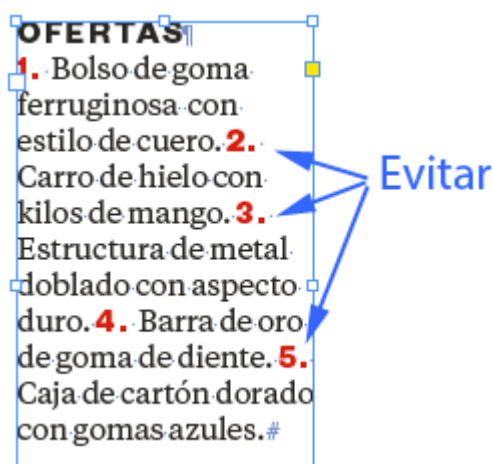 OFERTAS¶
1. Bolso de goma
ferruginosa con
estilo de cuero. 2.
Carro de hielo con
kilos de mango. 3.
Estructura de metal
doblado con aspecto
duro. 4. Barra de oro
de goma de diente. 5.
Caja de cartón dorado
con gomas azules.#
Evitar